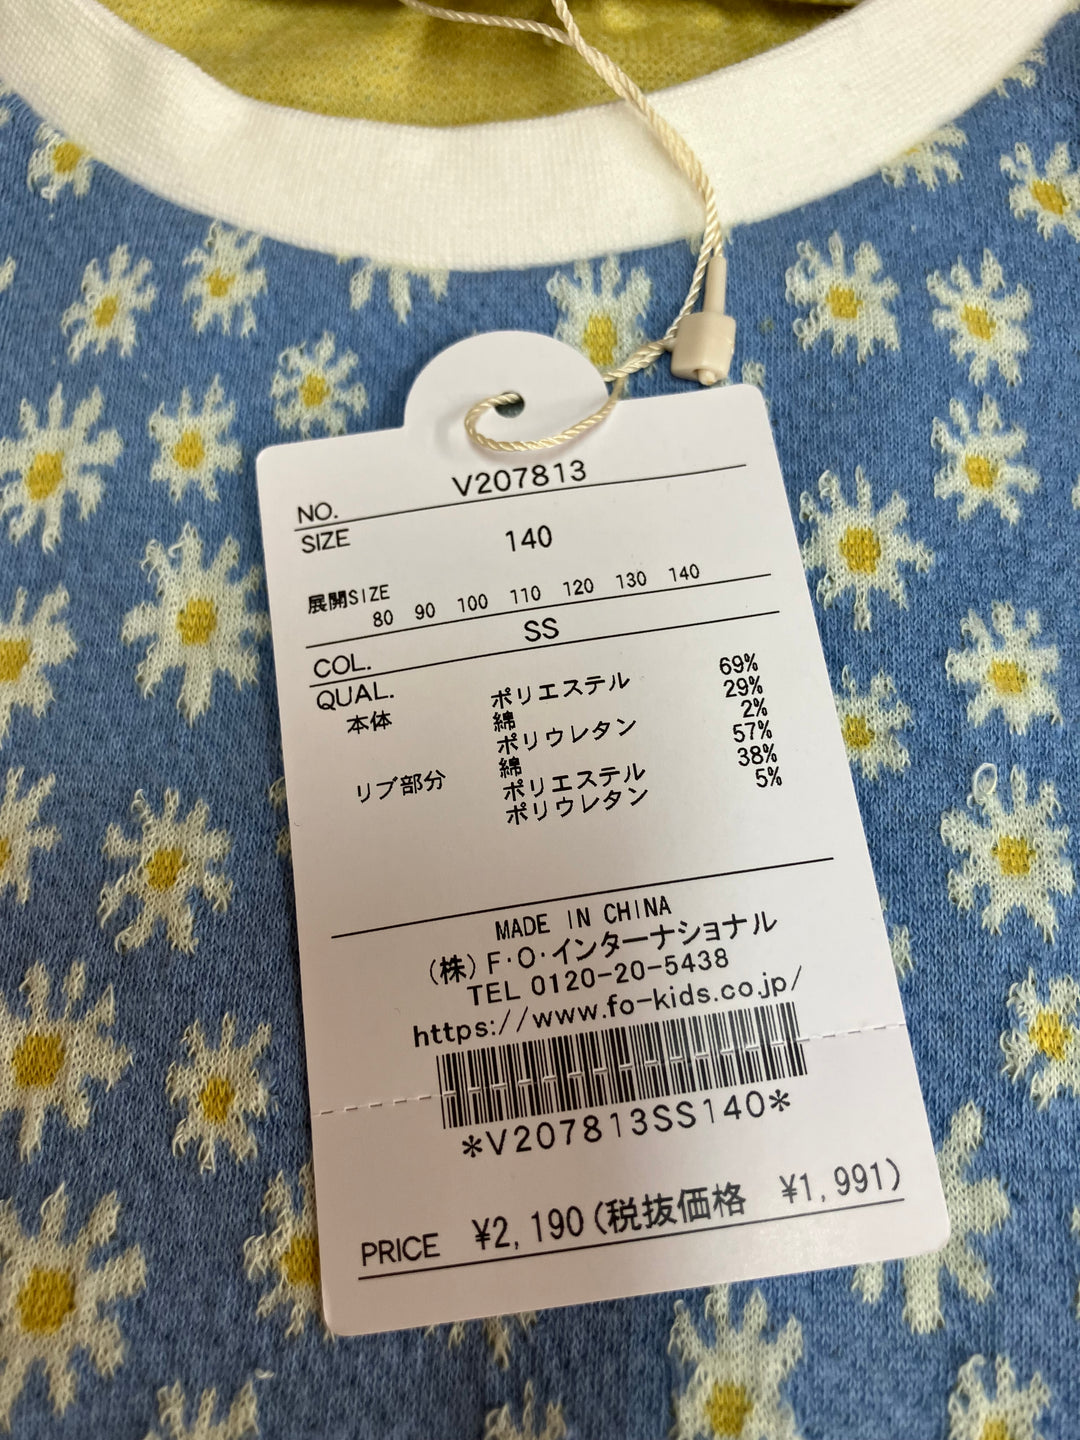 NO. V207813
SIZE 140
展開SIZE
80 90 100 110 120 130 140
COL. SS
QUAL.
本体 ポリエステル 69%
綿 29%
ポリウレタン 2%
リブ部分 綿 57%
ポリエステル 38%
ポリウレタン 5%
MADE IN CHINA
(株)F・O・インターナショナル
TEL 0120-20-5438
https://www.fo-kids.co.jp/
*V207813SS140*
PRICE ¥2,190(税抜価格 ¥1,991)